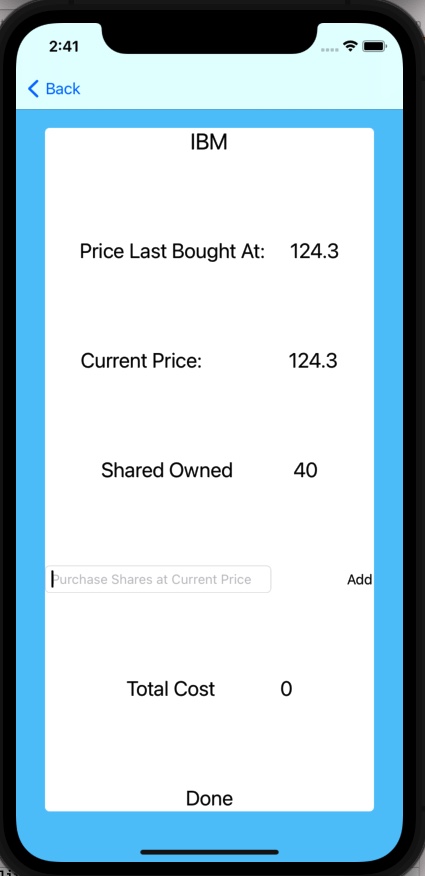 2:41
Back
IBM
Price Last Bought At: 124.3
Current Price: 124.3
Shared Owned 40
Purchase Shares at Current Price Add
Total Cost 0
Done